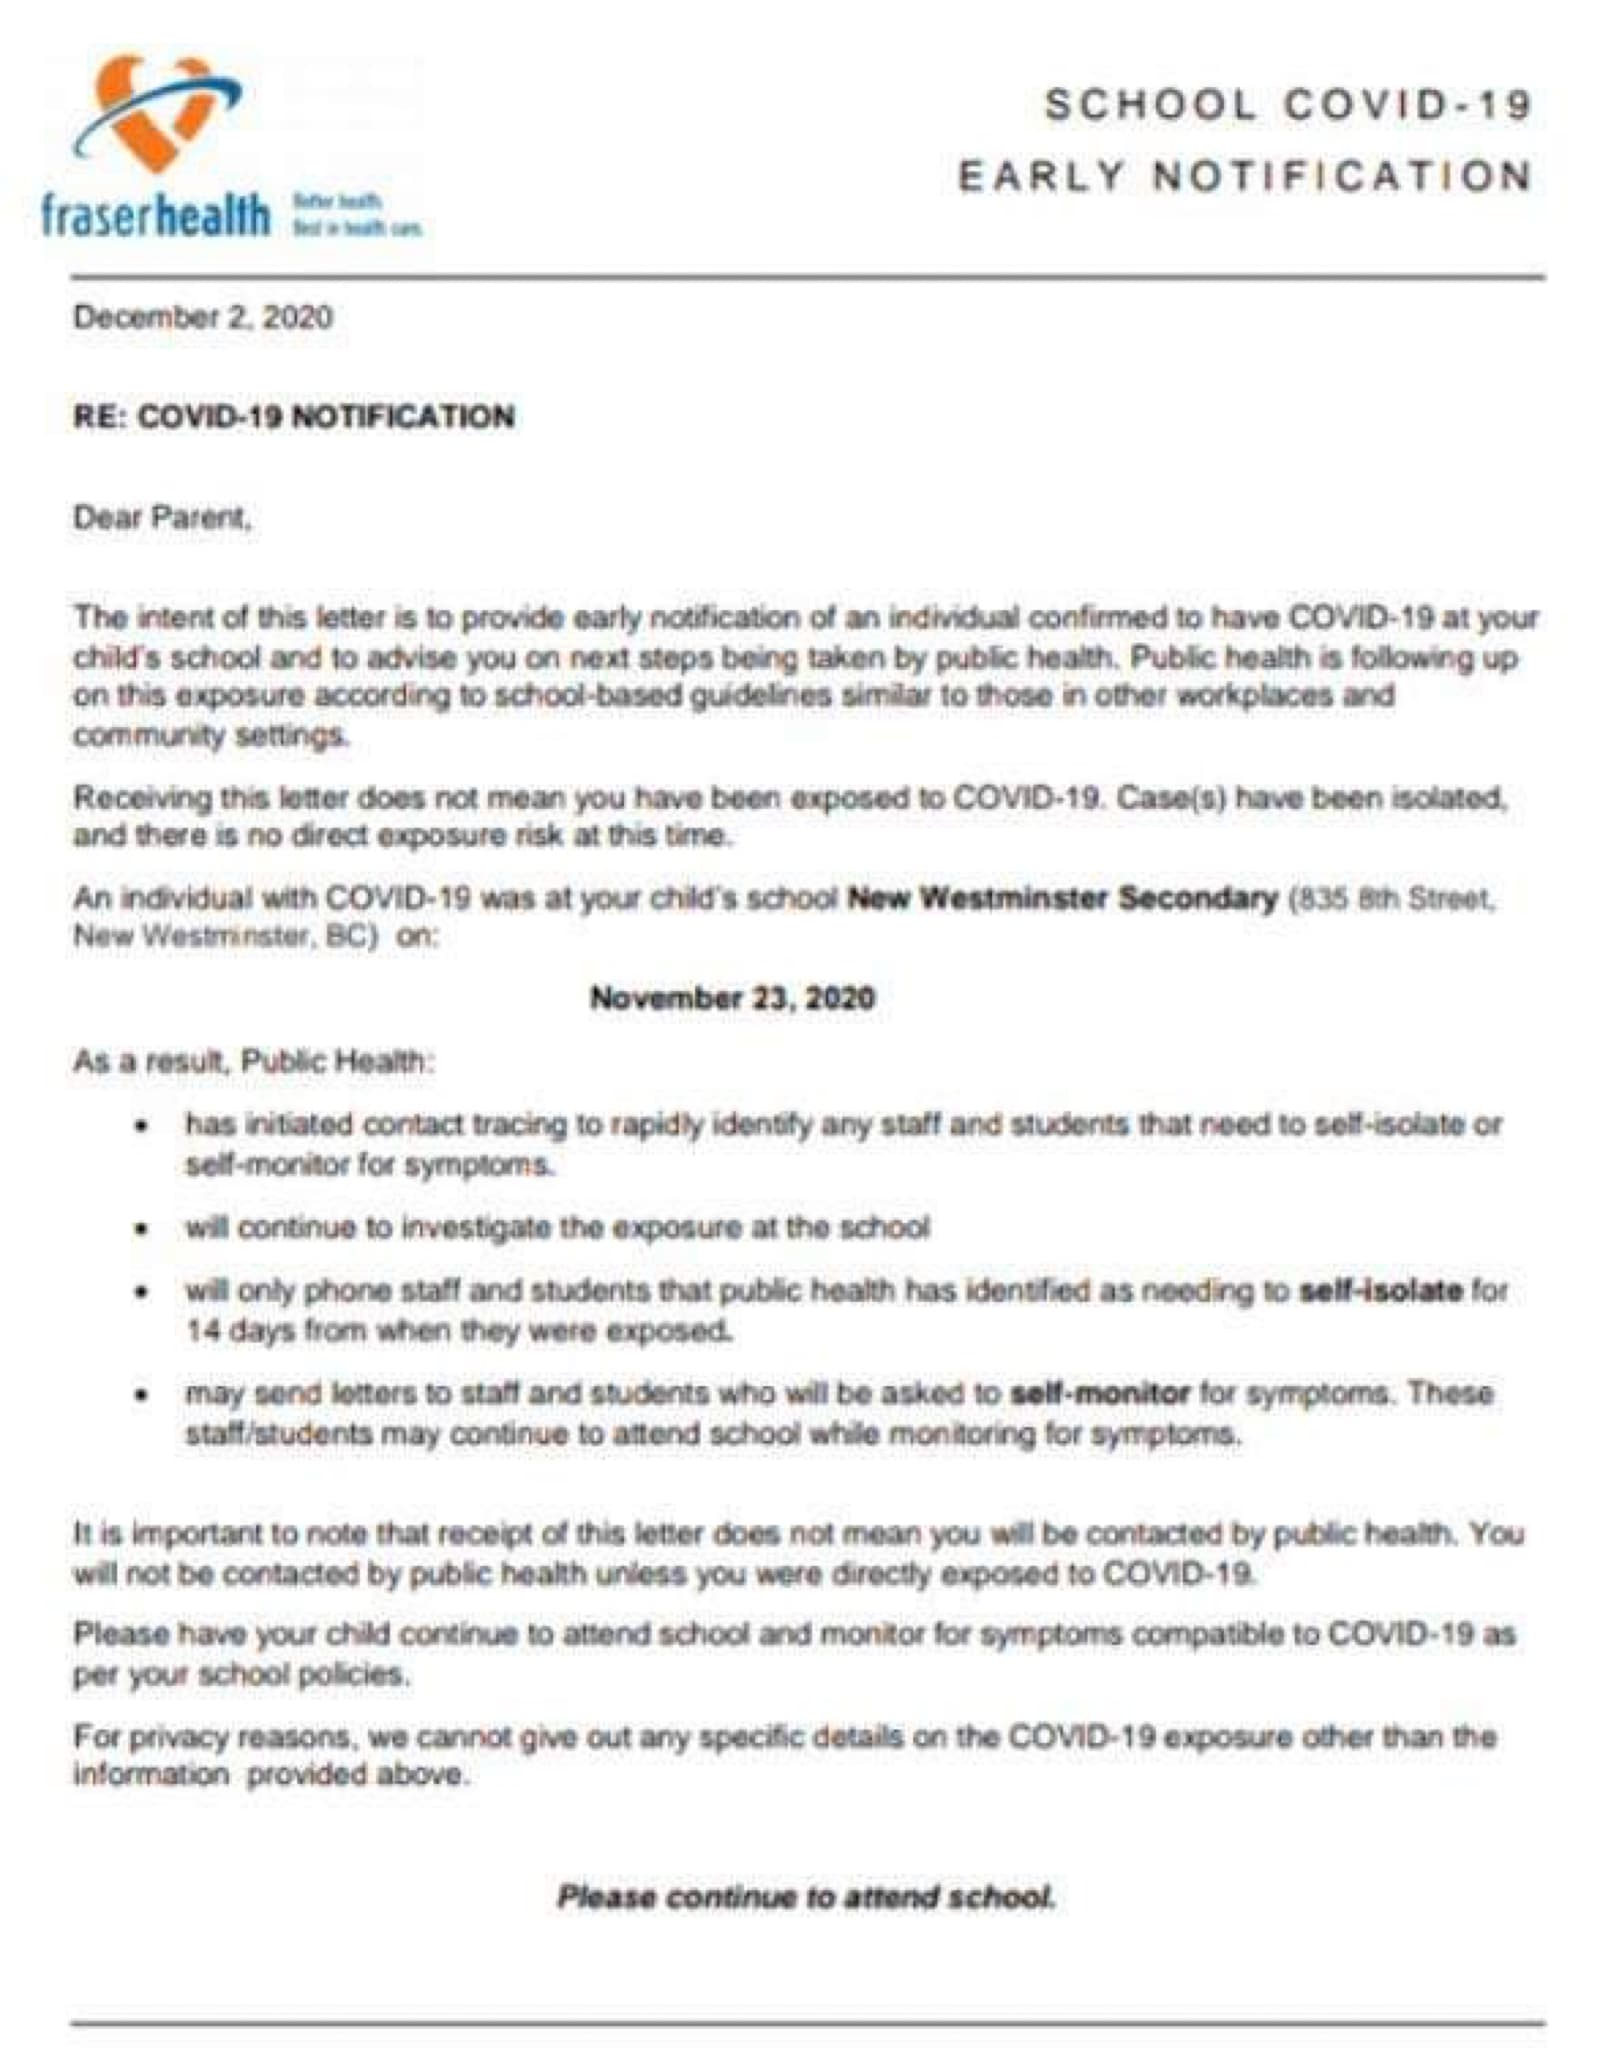 SCHOOL COVID-19
EARLY NOTIFICATION
fraserhealth
Better health.
Best in health care.
December 2, 2020
RE: COVID-19 NOTIFICATION
Dear Parent,
The intent of this letter is to provide early notification of an individual confirmed to have COVID-19 at your
child's school and to advise you on next steps being taken by public health. Public health is following up
on this exposure according to school-based guidelines similar to those in other workplaces and
community settings.
Receiving this letter does not mean you have been exposed to COVID-19. Case(s) have been isolated,
and there is no direct exposure risk at this time.
An individual with COVID-19 was at your child's school New Westminster Secondary (835 8th Street,
New Westminster, BC) on:
November 23, 2020
As a result, Public Health:
• has initiated contact tracing to rapidly identify any staff and students that need to self-isolate or
self-monitor for symptoms.
• will continue to investigate the exposure at the school
• will only phone staff and students that public health has identified as needing to self-isolate for
14 days from when they were exposed.
• may send letters to staff and students who will be asked to self-monitor for symptoms. These
staff/students may continue to attend school while monitoring for symptoms.
It is important to note that receipt of this letter does not mean you will be contacted by public health. You
will not be contacted by public health unless you were directly exposed to COVID-19.
Please have your child continue to attend school and monitor for symptoms compatible to COVID-19 as
per your school policies.
For privacy reasons, we cannot give out any specific details on the COVID-19 exposure other than the
information provided above.
Please continue to attend school.